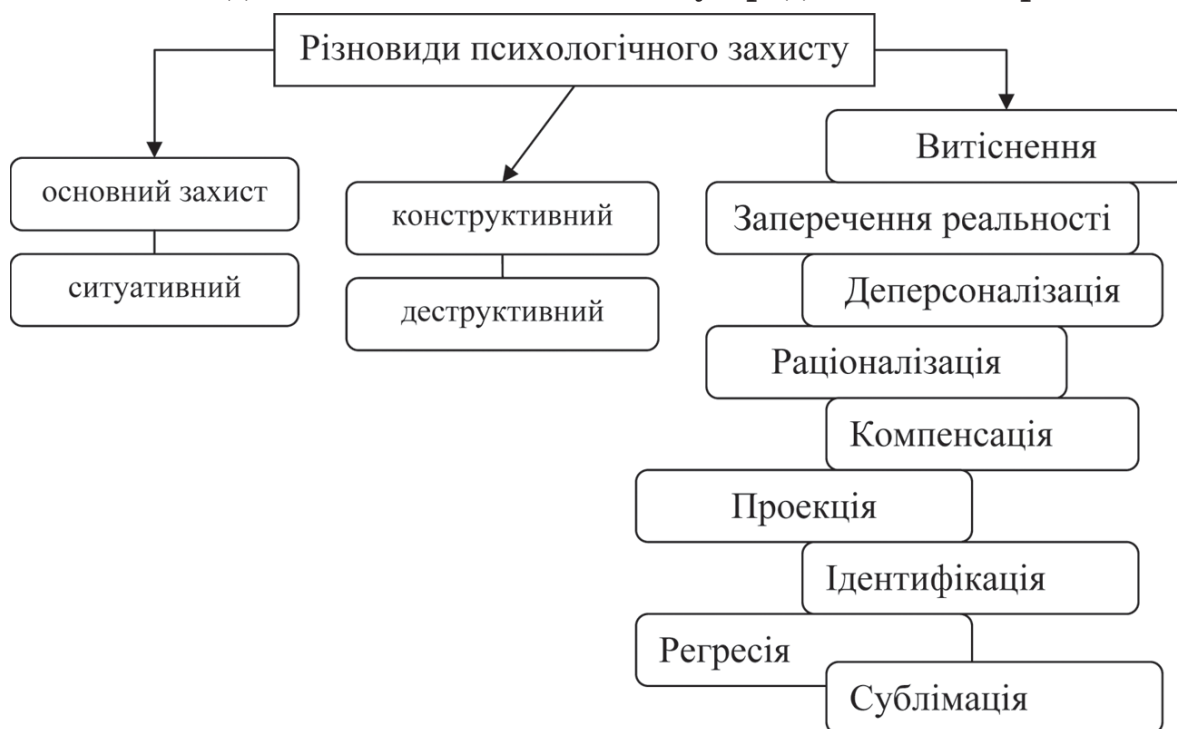 Різновиди психологічного захисту
основний захист
ситуативний
конструктивний
деструктивний
Витіснення
Заперечення реальності
Деперсоналізація
Раціоналізація
Компенсація
Проекція
Ідентифікація
Регресія
Сублімація